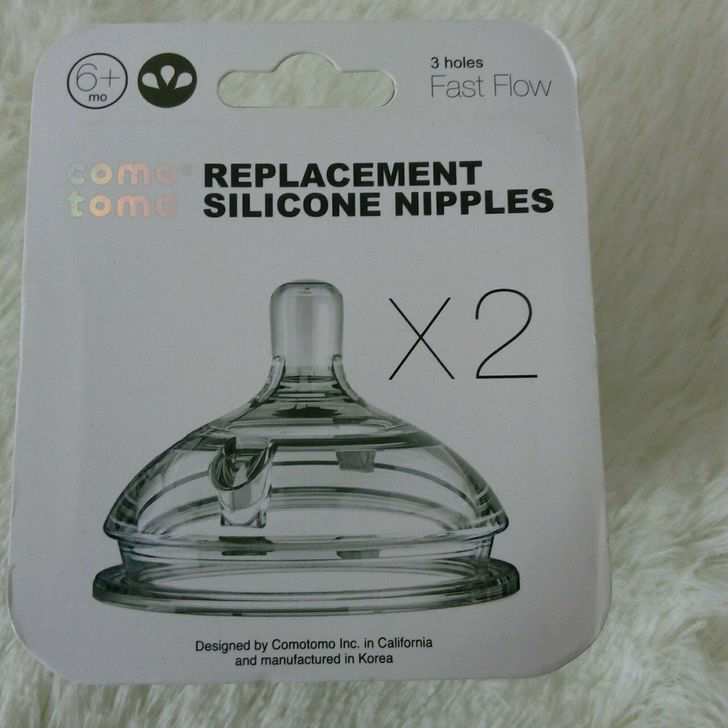 6+
mo
3 holes
Fast Flow
como
tomo
REPLACEMENT
SILICONE NIPPLES
X2
Designed by Comotomo Inc. in California
and manufactured in Korea